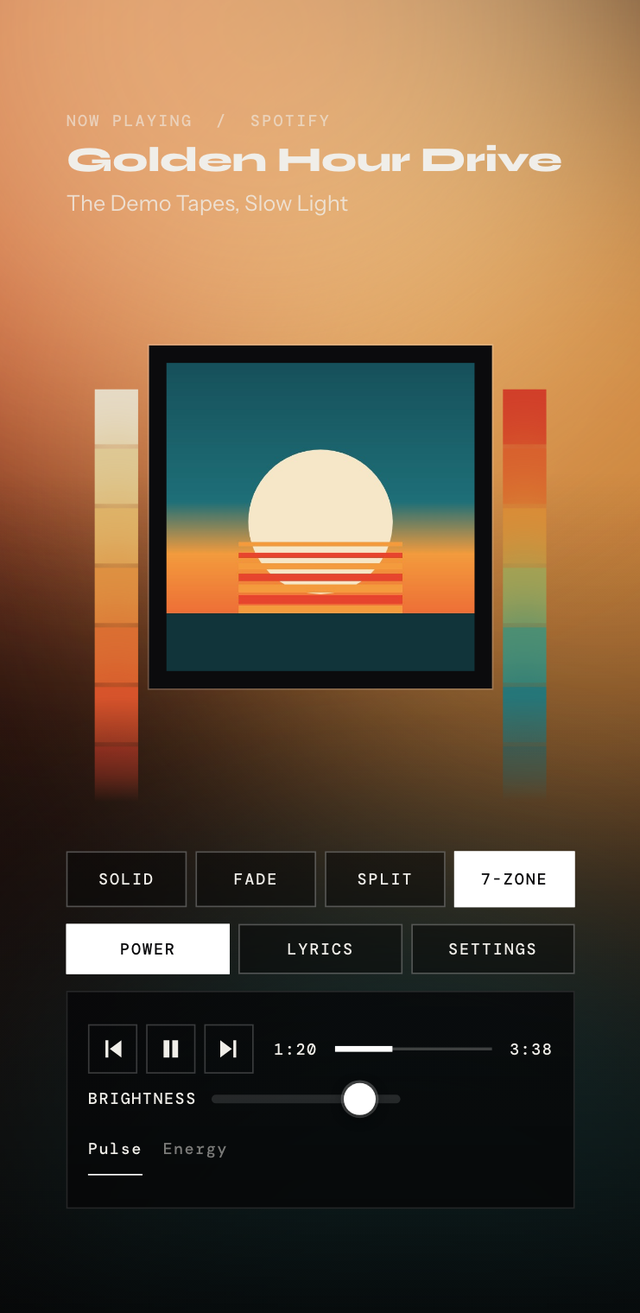 NOW PLAYING / SPOTIFY
Golden Hour Drive
The Demo Tapes, Slow Light
SOLID FADE SPLIT 7-ZONE
POWER LYRICS SETTINGS
1:20 3:38
BRIGHTNESS
Pulse Energy